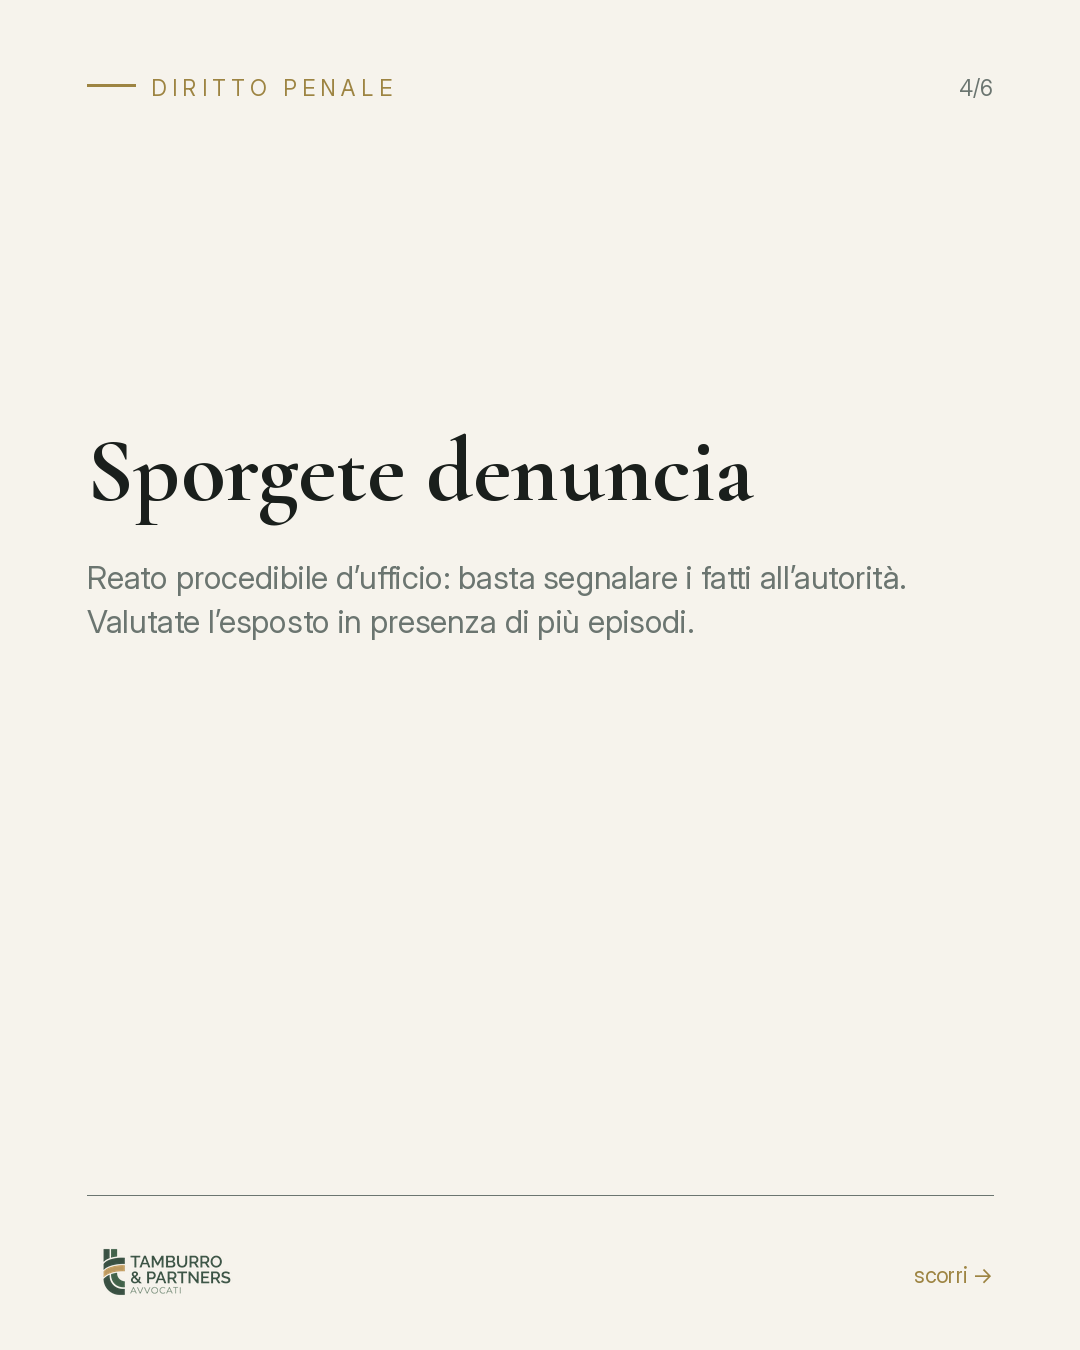 DIRITTO PENALE
4/6
Sporgete denuncia
Reato procedibile d’ufficio: basta segnalare i fatti all’autorità.
Valutate l’esposto in presenza di più episodi.
TAMBURRO
& PARTNERS
AVVOCATI
scorri →